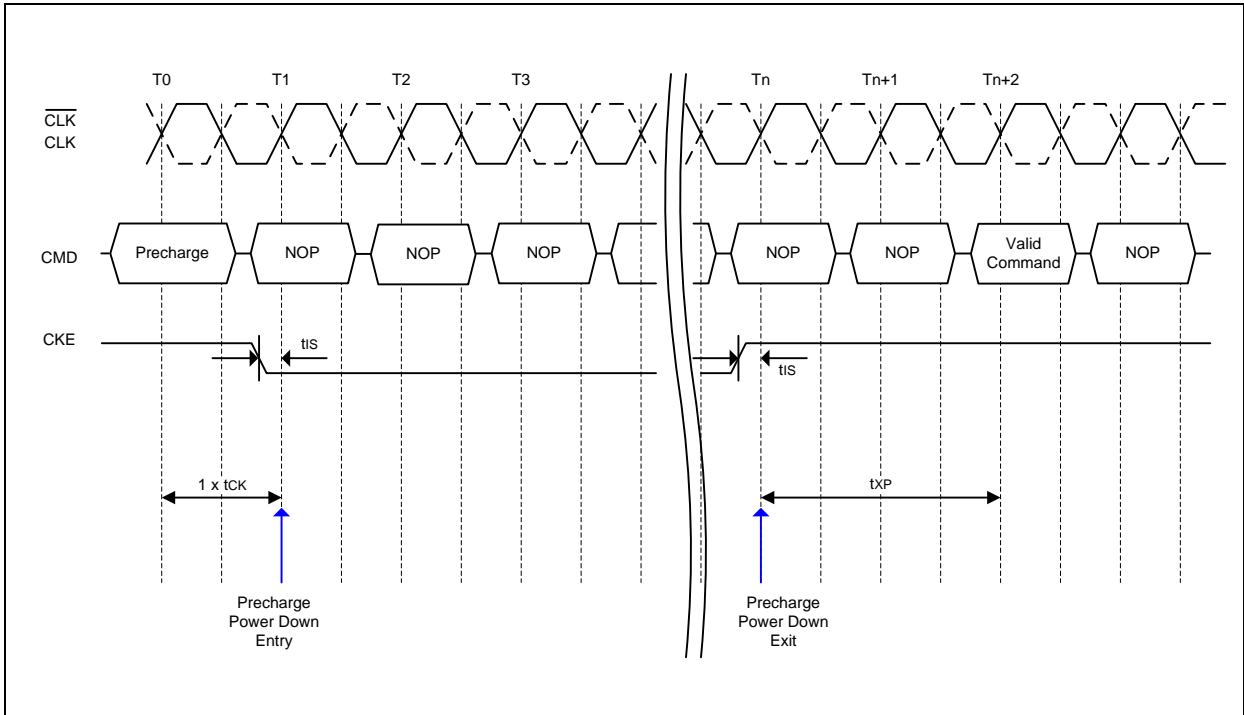 T0 T1 T2 T3 Tn Tn+1 Tn+2
CLK
CLK
CMD Precharge NOP NOP NOP NOP NOP Valid Command NOP
CKE
tIS
tIS
1 x tCK
tXP
Precharge
Power Down
Entry
Precharge
Power Down
Exit